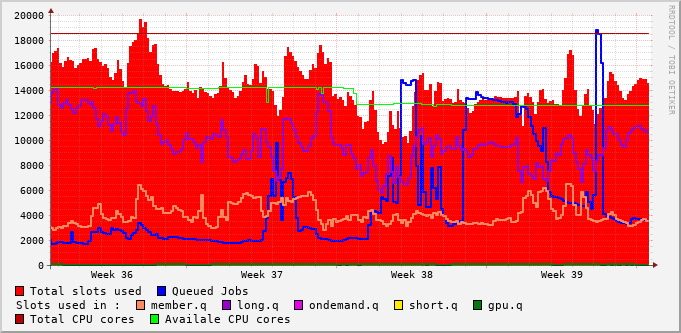 20000
18000
16000
14000
12000
10000
8000
6000
4000
2000
0
Week 36 Week 37 Week 38 Week 39
RRDTOOL / TOBI OETIKER
Total slots used Queued Jobs
Slots used in : member.q long.q ondemand.q short.q gpu.q
Total CPU cores Availale CPU cores